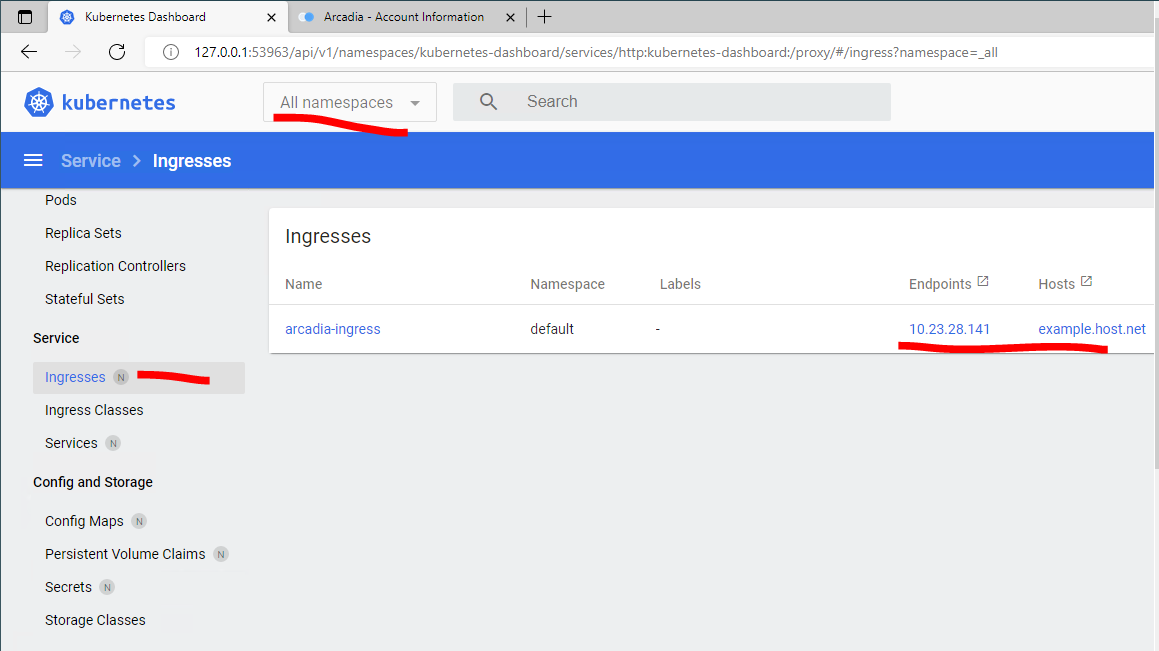 Kubernetes Dashboard
Arcadia - Account Information
127.0.0.1:53963/api/v1/namespaces/kubernetes-dashboard/services/http:kubernetes-dashboard:/proxy/#/ingress?namespace=_all
kubernetes
All namespaces
Search
Service
Ingresses
Pods
Replica Sets
Replication Controllers
Stateful Sets
Service
Ingresses N
Ingress Classes
Services N
Config and Storage
Config Maps N
Persistent Volume Claims N
Secrets N
Storage Classes
Ingresses
Name Namespace Labels Endpoints Hosts
arcadia-ingress default - 10.23.28.141 example.host.net